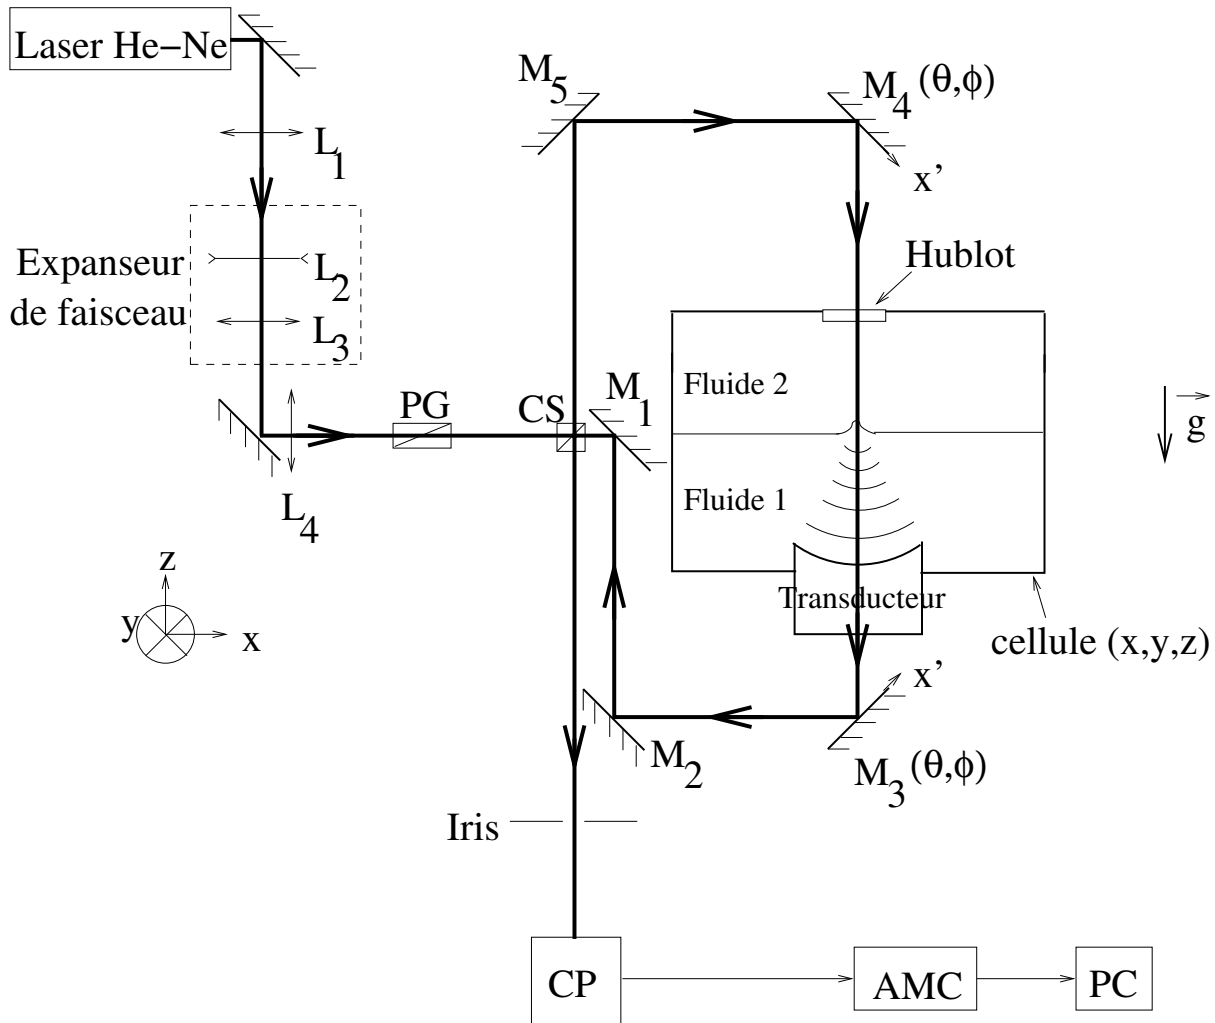 Laser He–Ne
L1
Expanseur
de faisceau
L2
L3
L4
PG
CS
M1
M5
M4 (θ,ϕ)
x'
Hublot
Fluide 2
Fluide 1
Transducteur
g
cellule (x,y,z)
z
y
x
x'
M2
M3 (θ,ϕ)
Iris
CP
AMC
PC